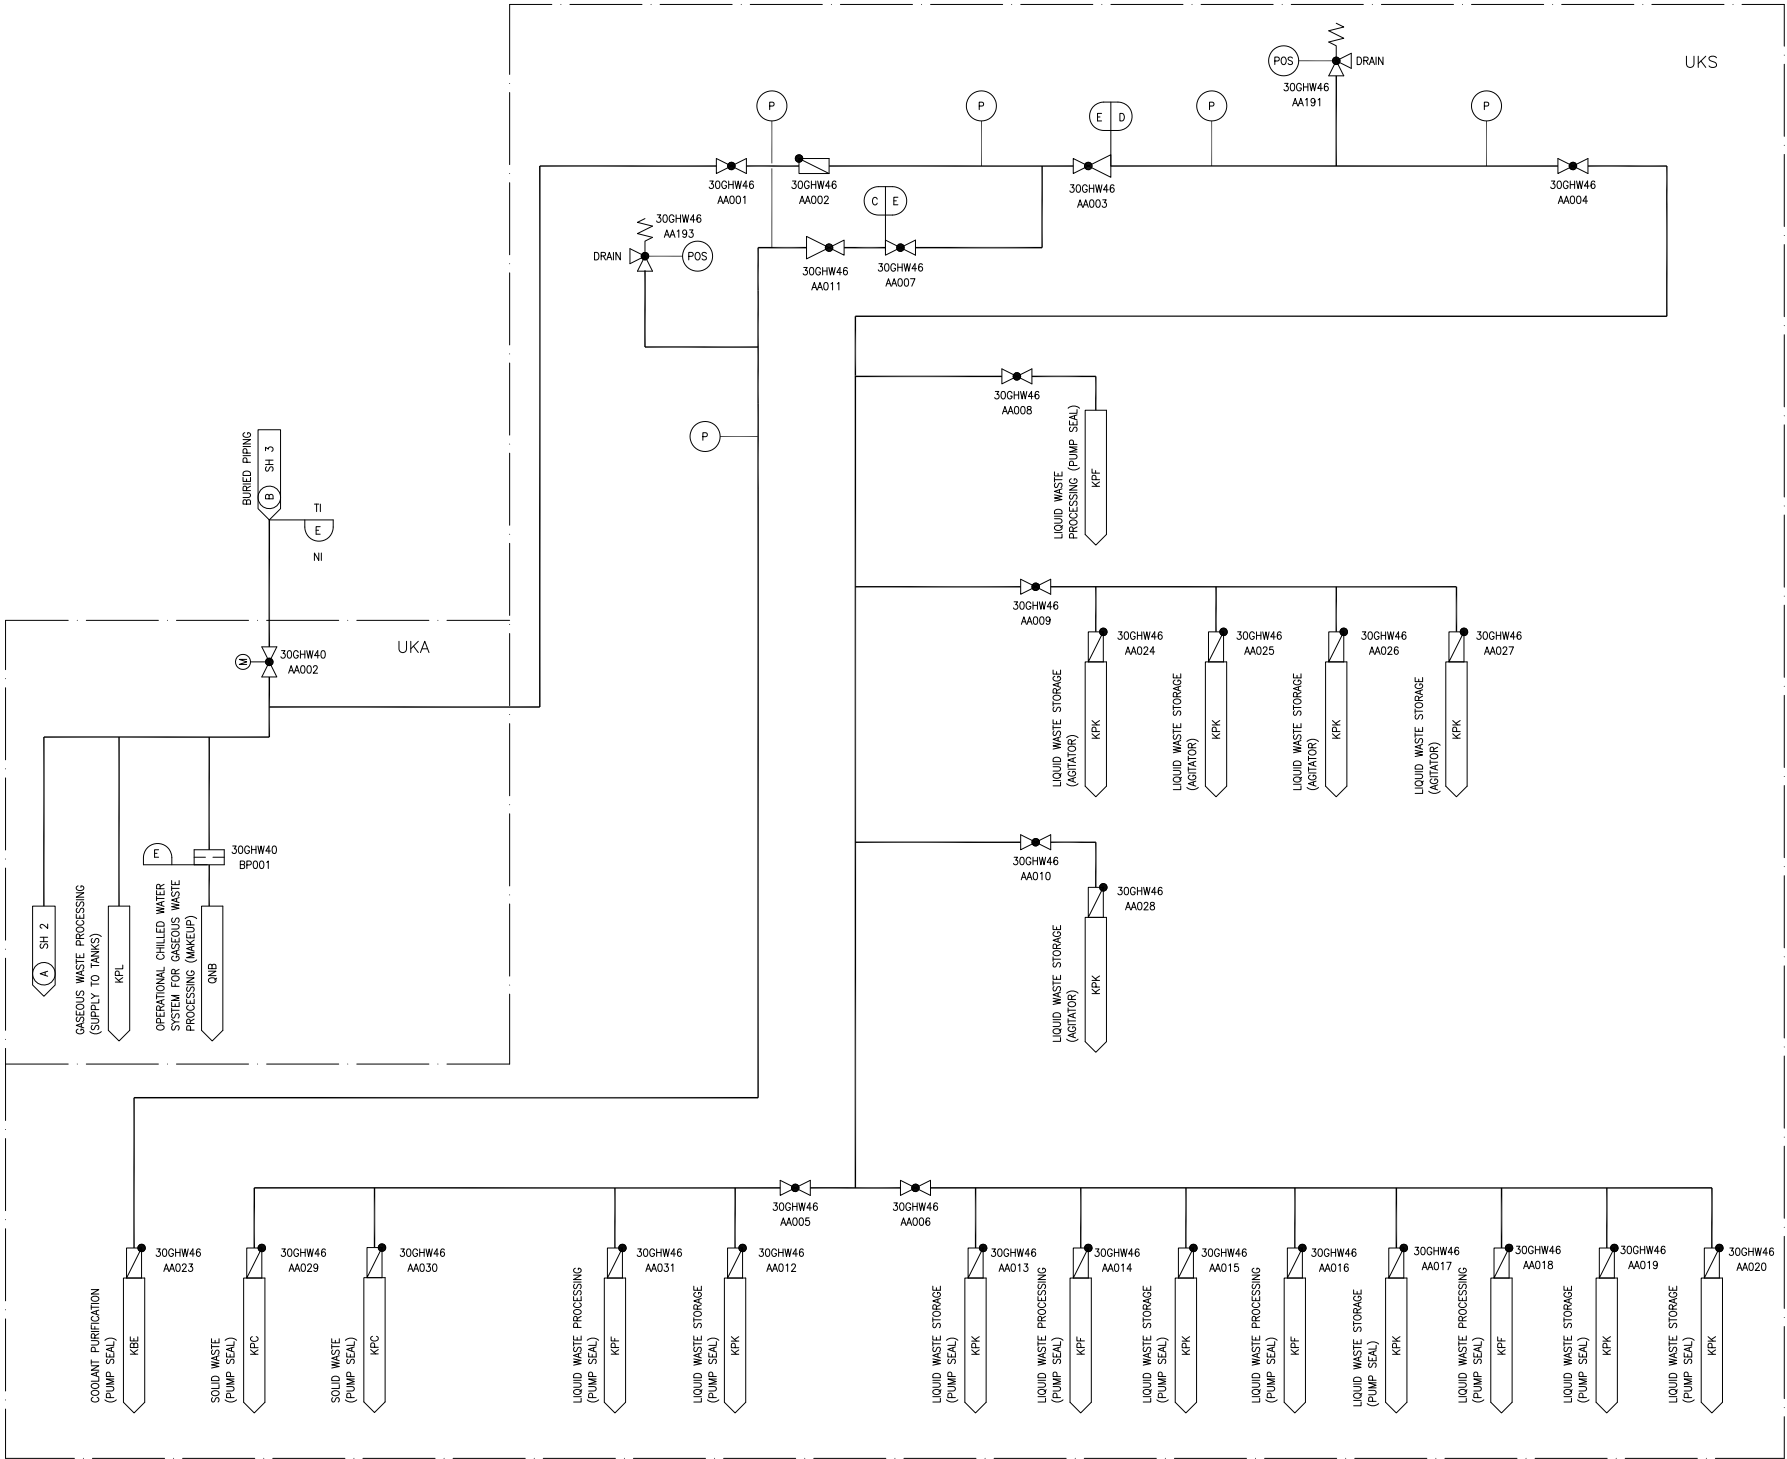 UKS
POS
DRAIN
30GHW46
AA191
P
P
E D
P
P
30GHW46
AA001
30GHW46
AA002
30GHW46
AA003
30GHW46
AA004
C E
30GHW46
AA193
DRAIN
POS
30GHW46
AA011
30GHW46
AA007
30GHW46
AA008
P
LIQUID WASTE
PROCESSING (PUMP SEAL)
KPF
BURIED PIPING
B SH 3
TI
E
NI
30GHW46
AA009
30GHW46
AA024
30GHW46
AA025
30GHW46
AA026
30GHW46
AA027
LIQUID WASTE STORAGE
(AGITATOR)
KPK
LIQUID WASTE STORAGE
(AGITATOR)
KPK
LIQUID WASTE STORAGE
(AGITATOR)
KPK
LIQUID WASTE STORAGE
(AGITATOR)
KPK
UKA
M
30GHW40
AA002
E
30GHW40
BP001
A SH 2
GASEOUS WASTE PROCESSING
(SUPPLY TO TANKS)
KPL
OPERATIONAL CHILLED WATER
SYSTEM FOR GASEOUS WASTE
PROCESSING (MAKEUP)
QNB
30GHW46
AA010
30GHW46
AA028
LIQUID WASTE STORAGE
(AGITATOR)
KPK
30GHW46
AA005
30GHW46
AA006
30GHW46
AA023
30GHW46
AA029
30GHW46
AA030
30GHW46
AA031
30GHW46
AA012
30GHW46
AA013
30GHW46
AA014
30GHW46
AA015
30GHW46
AA016
30GHW46
AA017
30GHW46
AA018
30GHW46
AA019
30GHW46
AA020
COOLANT PURIFICATION
(PUMP SEAL)
KBE
SOLID WASTE
(PUMP SEAL)
KPC
SOLID WASTE
(PUMP SEAL)
KPC
LIQUID WASTE PROCESSING
(PUMP SEAL)
KPF
LIQUID WASTE STORAGE
(PUMP SEAL)
KPK
LIQUID WASTE STORAGE
(PUMP SEAL)
KPK
LIQUID WASTE PROCESSING
(PUMP SEAL)
KPF
LIQUID WASTE STORAGE
(PUMP SEAL)
KPK
LIQUID WASTE PROCESSING
(PUMP SEAL)
KPF
LIQUID WASTE STORAGE
(PUMP SEAL)
KPK
LIQUID WASTE PROCESSING
(PUMP SEAL)
KPF
LIQUID WASTE STORAGE
(PUMP SEAL)
KPK
LIQUID WASTE STORAGE
(PUMP SEAL)
KPK